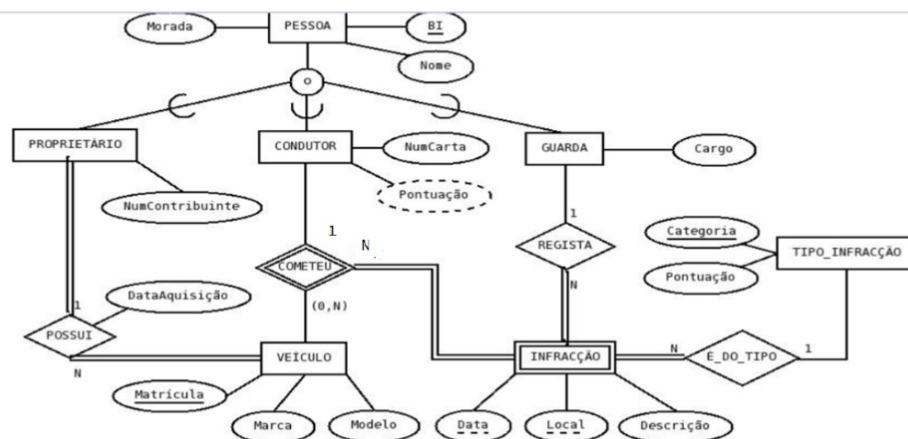 Morada
PESSOA
BI
Nome
O
PROPRIETÁRIO
CONDUTOR
NumCarta
GUARDA
Cargo
Pontuação
NumContribuinte
1
1
N
REGISTA
Categoria
TIPO_INFRACÇÃO
COMETEU
Pontuação
DataAquisição
1
(0,N)
N
POSSUI
N
VEÍCULO
INFRACÇÃO
N
É_DO_TIPO
1
Matrícula
Marca
Modelo
Data
Local
Descrição